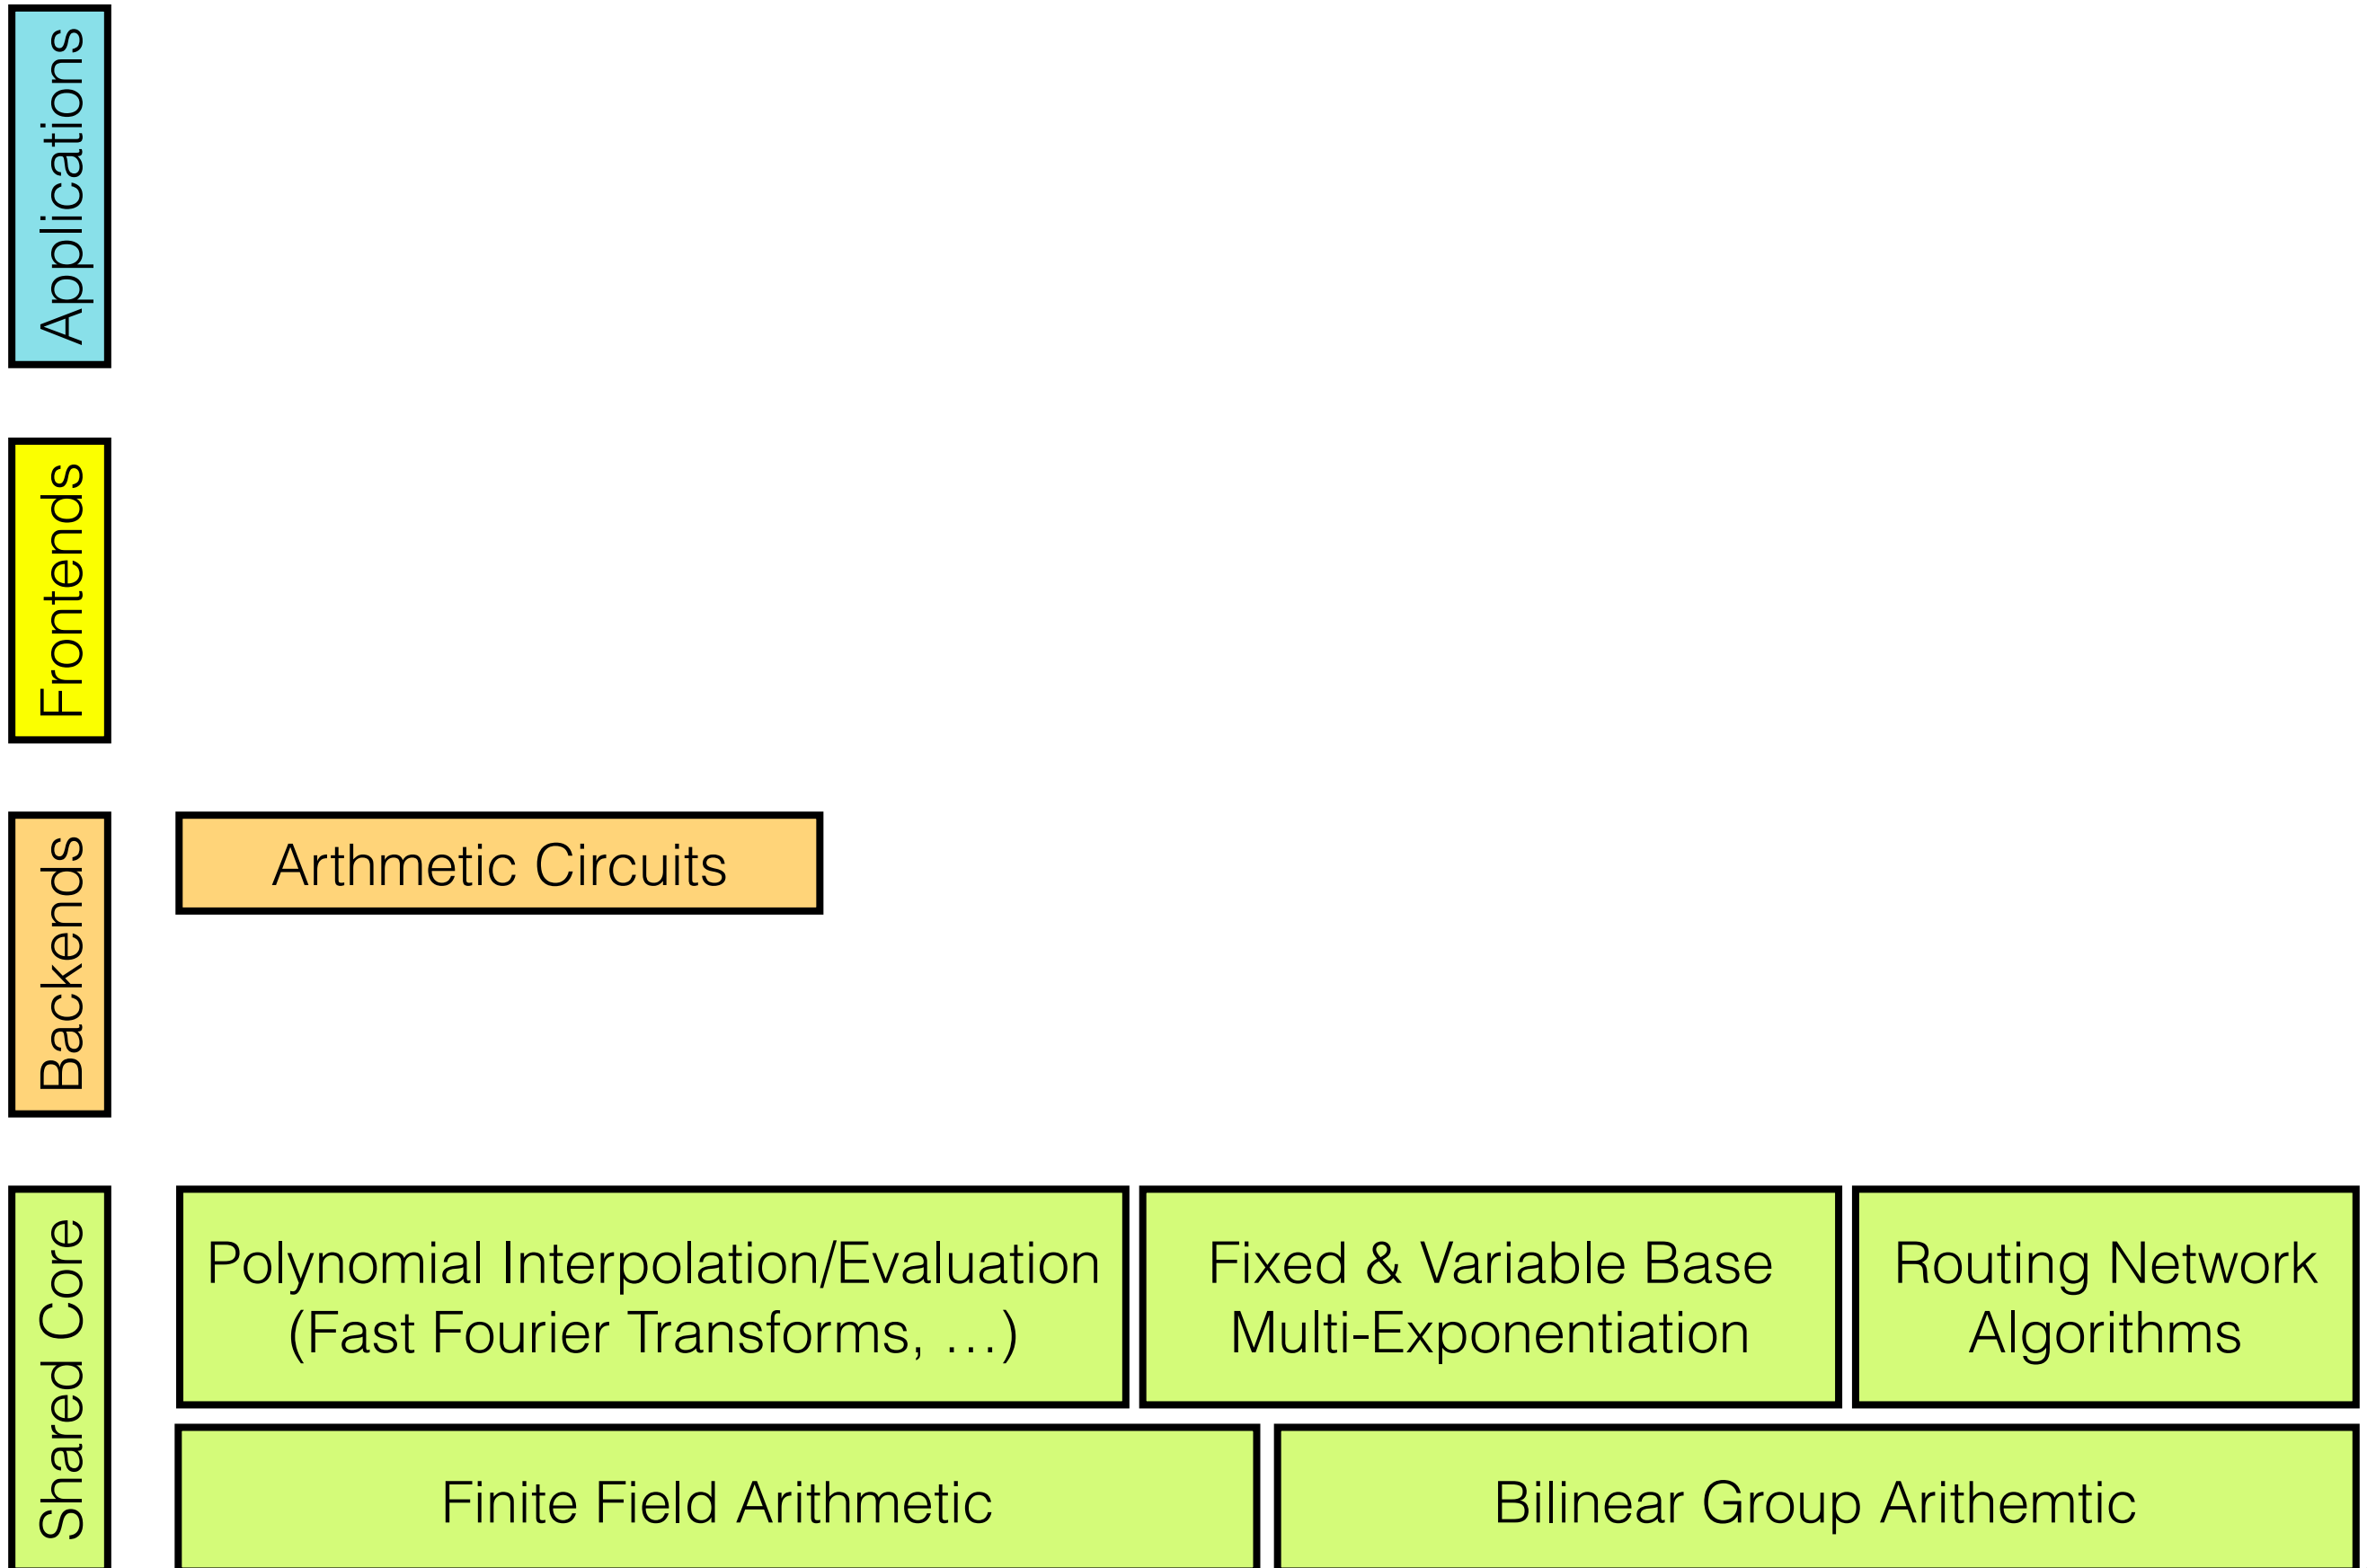 Applications
Frontends
Backends
Arthmetic Circuits
Shared Core
Polynomial Interpolation/Evaluation
(Fast Fourier Transforms, …)
Fixed & Variable Base
Multi-Exponentiation
Routing Network
Algorithms
Finite Field Arithmetic
Biliner Group Arithemtic